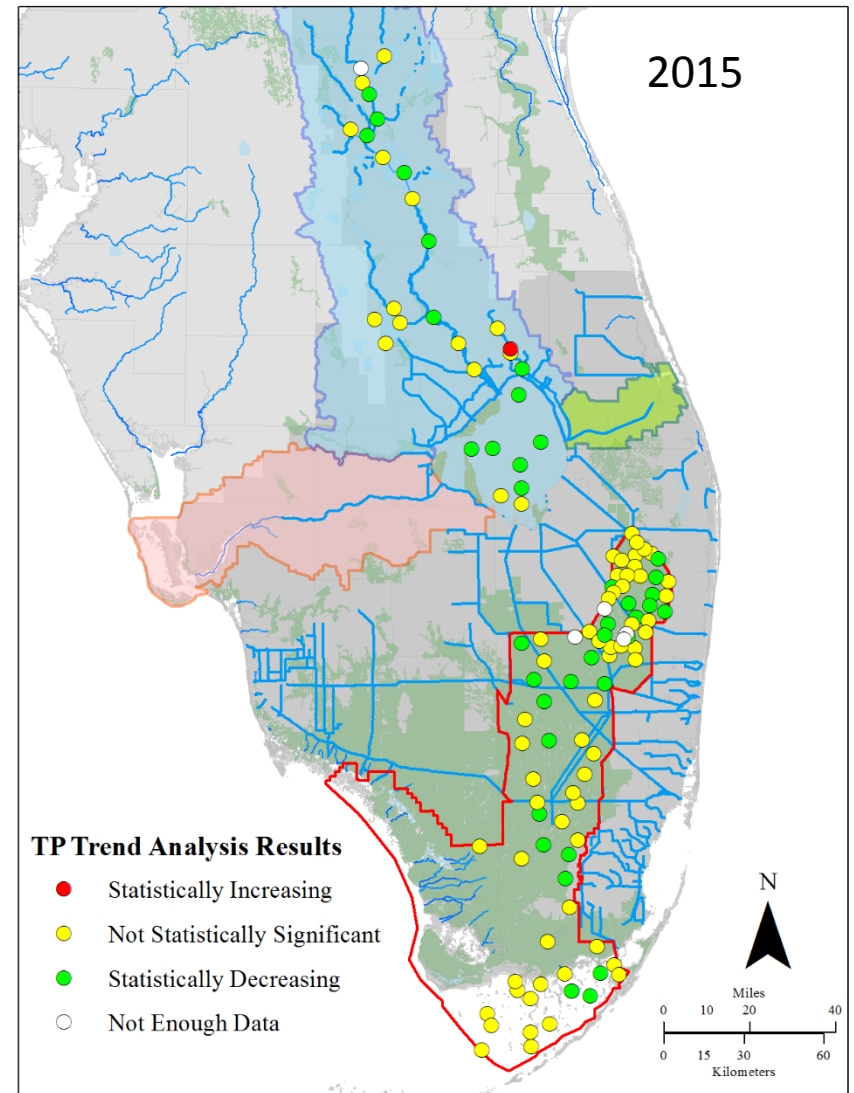 2015
TP Trend Analysis Results
Statistically Increasing
Not Statistically Significant
Statistically Decreasing
Not Enough Data
N
Miles
0 10 20 40
0 15 30 60
Kilometers